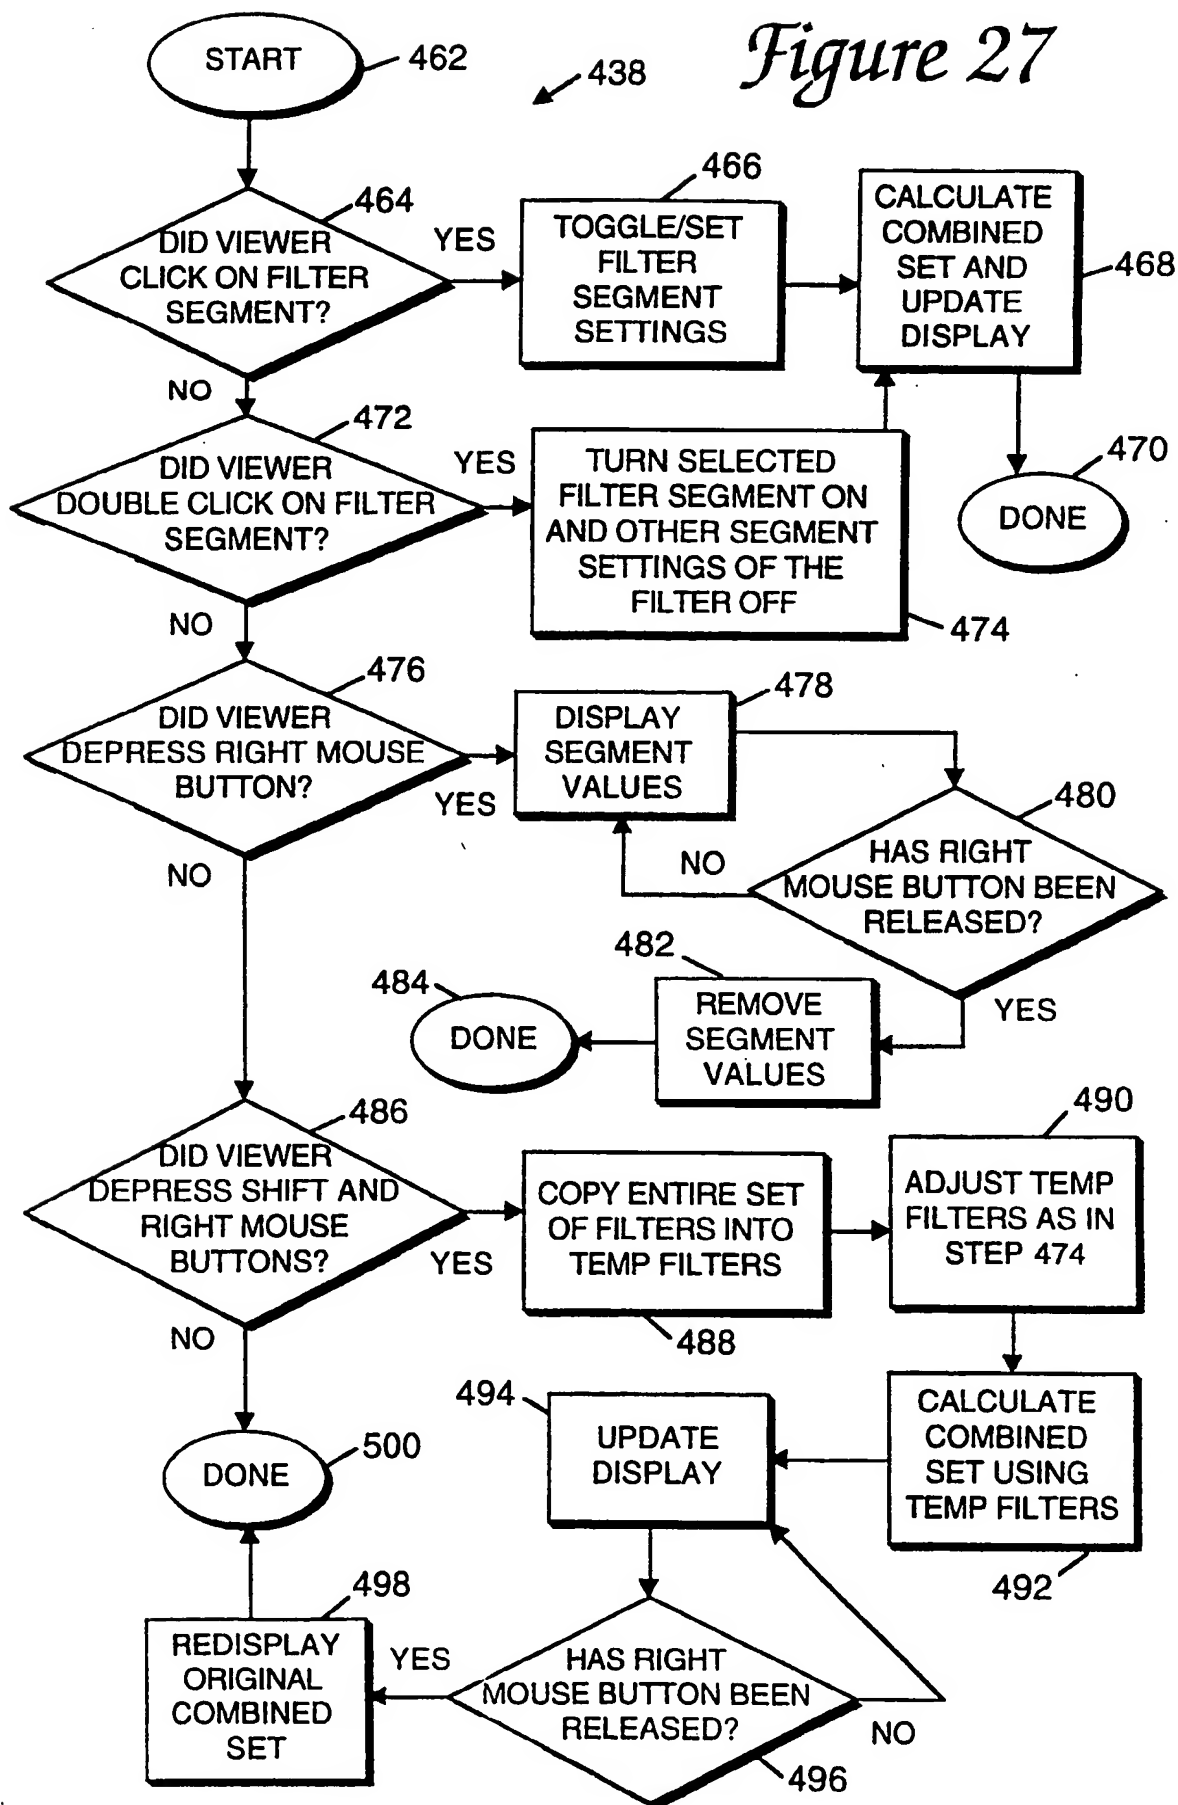 START
462
438
Figure 27
464
DID VIEWER
CLICK ON FILTER
SEGMENT?
YES
NO
466
TOGGLE/SET
FILTER
SEGMENT
SETTINGS
CALCULATE
COMBINED
SET AND
UPDATE
DISPLAY
468
470
DONE
472
DID VIEWER
DOUBLE CLICK ON FILTER
SEGMENT?
YES
NO
TURN SELECTED
FILTER SEGMENT ON
AND OTHER SEGMENT
SETTINGS OF THE
FILTER OFF
474
476
DID VIEWER
DEPRESS RIGHT MOUSE
BUTTON?
YES
NO
478
DISPLAY
SEGMENT
VALUES
480
HAS RIGHT
MOUSE BUTTON BEEN
RELEASED?
NO
YES
482
REMOVE
SEGMENT
VALUES
484
DONE
486
DID VIEWER
DEPRESS SHIFT AND
RIGHT MOUSE
BUTTONS?
YES
NO
COPY ENTIRE SET
OF FILTERS INTO
TEMP FILTERS
488
490
ADJUST TEMP
FILTERS AS IN
STEP 474
CALCULATE
COMBINED
SET USING
TEMP FILTERS
492
494
UPDATE
DISPLAY
500
DONE
498
REDISPLAY
ORIGINAL
COMBINED
SET
YES
HAS RIGHT
MOUSE BUTTON BEEN
RELEASED?
NO
496